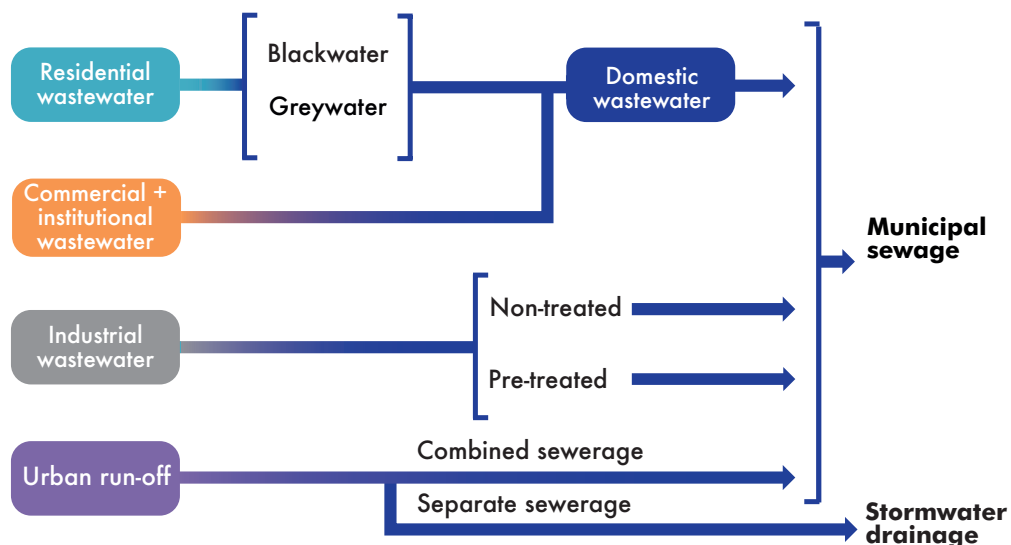 Residential
wastewater
Blackwater
Greywater
Domestic
wastewater
Commercial +
institutional
wastewater
Municipal
sewage
Industrial
wastewater
Non-treated
Pre-treated
Urban run-off
Combined sewerage
Separate sewerage
Stormwater
drainage